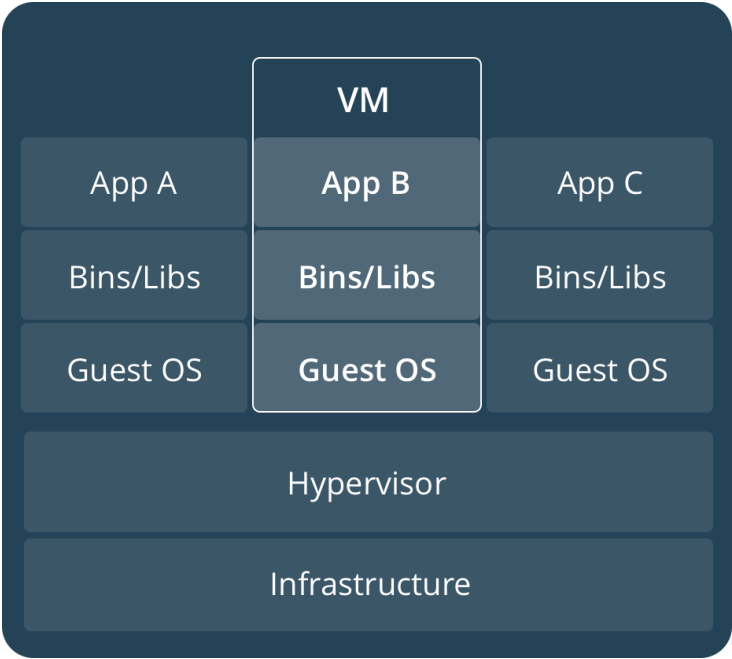 VM
App A App B App C
Bins/Libs Bins/Libs Bins/Libs
Guest OS Guest OS Guest OS
Hypervisor
Infrastructure